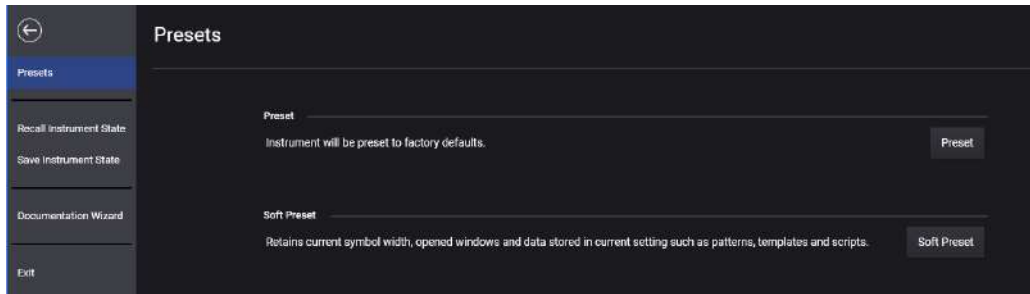 Presets
Presets
Recall Instrument State
Save Instrument State
Documentation Wizard
Exit
Preset
Instrument will be preset to factory defaults.
Preset
Soft Preset
Retains current symbol width, opened windows and data stored in current setting such as patterns, templates and scripts.
Soft Preset